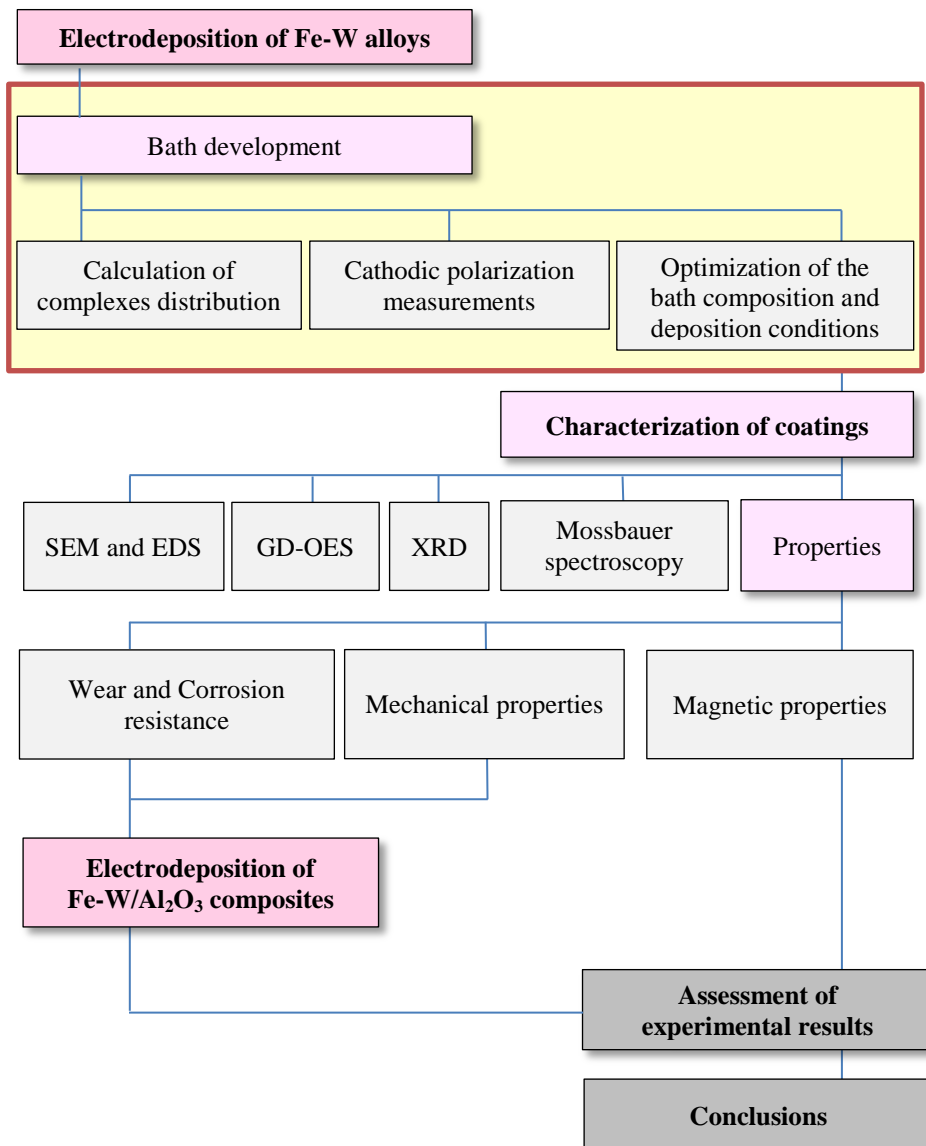 Electrodeposition of Fe-W alloys
Bath development
Calculation of
complexes distribution
Cathodic polarization
measurements
Optimization of the
bath composition and
deposition conditions
Characterization of coatings
SEM and EDS
GD-OES
XRD
Mossbauer
spectroscopy
Properties
Wear and Corrosion
resistance
Mechanical properties
Magnetic properties
Electrodeposition of
Fe-W/Al₂O₃ composites
Assessment of
experimental results
Conclusions